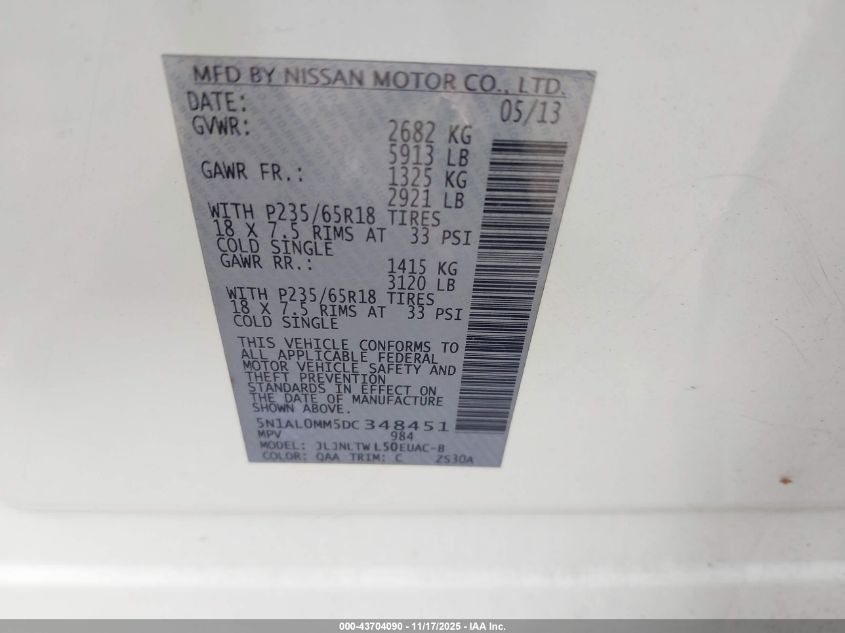 MFD BY NISSAN MOTOR CO., LTD.
DATE: 05/13
GVWR: 2682 KG
5913 LB
GAWR FR.: 1325 KG
2921 LB
WITH P235/65R18 TIRES
18 X 7.5 RIMS AT 33 PSI
COLD SINGLE
GAWR RR.: 1415 KG
3120 LB
WITH P235/65R18 TIRES
18 X 7.5 RIMS AT 33 PSI
COLD SINGLE
THIS VEHICLE CONFORMS TO
ALL APPLICABLE FEDERAL
MOTOR VEHICLE SAFETY AND
THEFT PREVENTION
STANDARDS IN EFFECT ON
THE DATE OF MANUFACTURE
SHOWN ABOVE.
5N1AL0MM5DC348451
MPV 984
MODEL: JLJNLTW L50EUAC-B
COLOR: QAA TRIM: C ZS30A
000-43704090 - 11/17/2025 - IAA Inc.